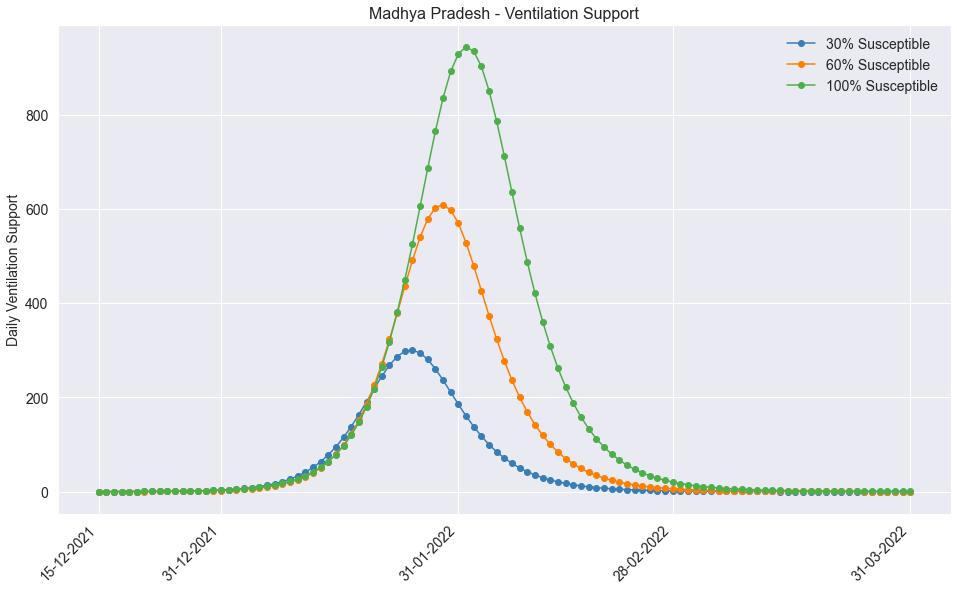 Madhya Pradesh - Ventilation Support
30% Susceptible
60% Susceptible
100% Susceptible
Daily Ventilation Support
800
600
400
200
0
15-12-2021
31-12-2021
31-01-2022
28-02-2022
31-03-2022